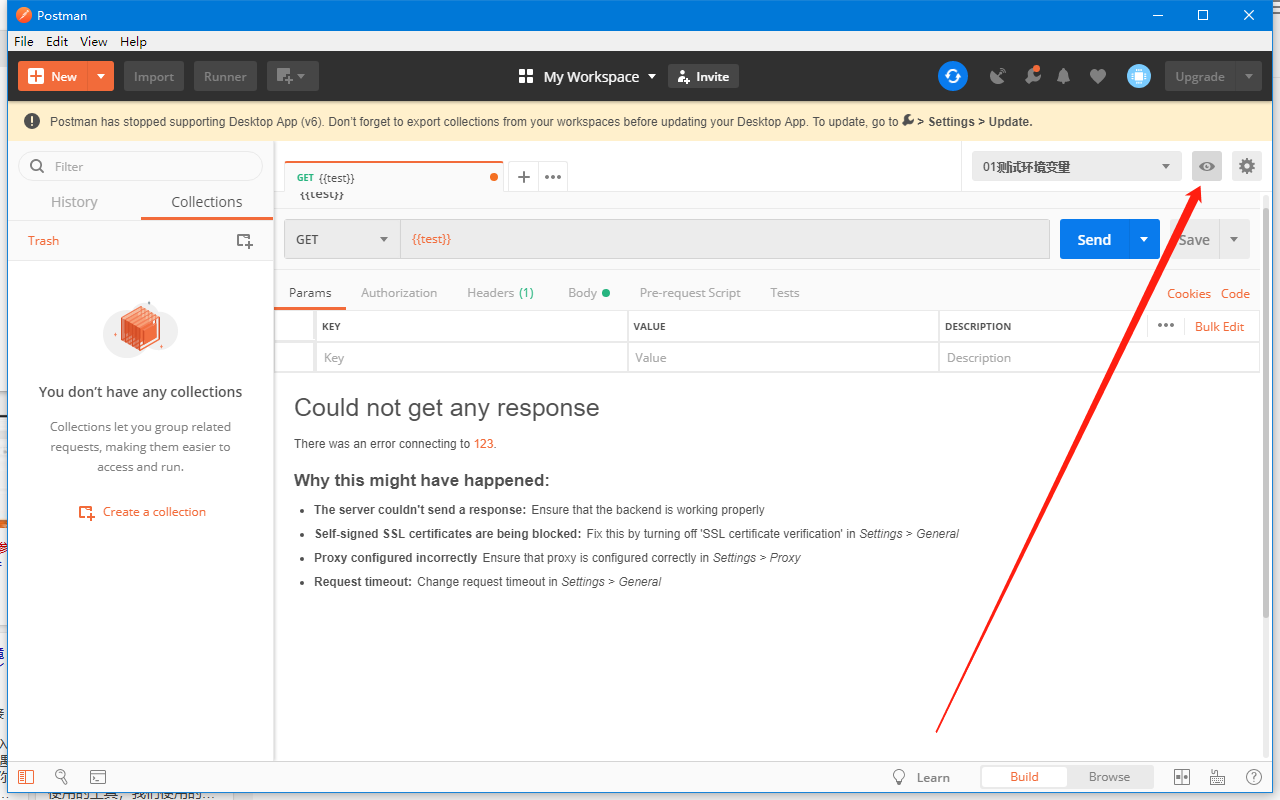 Postman
File Edit View Help
New Import Runner My Workspace Invite Upgrade
Postman has stopped supporting Desktop App (v6). Don't forget to export collections from your workspaces before updating your Desktop App. To update, go to > Settings > Update.
Filter
History Collections
Trash
You don't have any collections
Collections let you group related
requests, making them easier to
access and run.
Create a collection
GET {{test}}
01测试环境变量
{{test}}
GET {{test}} Send Save
Params Authorization Headers (1) Body Pre-request Script Tests Cookies Code
KEY VALUE DESCRIPTION Bulk Edit
Key Value Description
Could not get any response
There was an error connecting to 123.
Why this might have happened:
The server couldn't send a response: Ensure that the backend is working properly
Self-signed SSL certificates are being blocked: Fix this by turning off 'SSL certificate verification' in Settings > General
Proxy configured incorrectly Ensure that proxy is configured correctly in Settings > Proxy
Request timeout: Change request timeout in Settings > General
Learn Build Browse